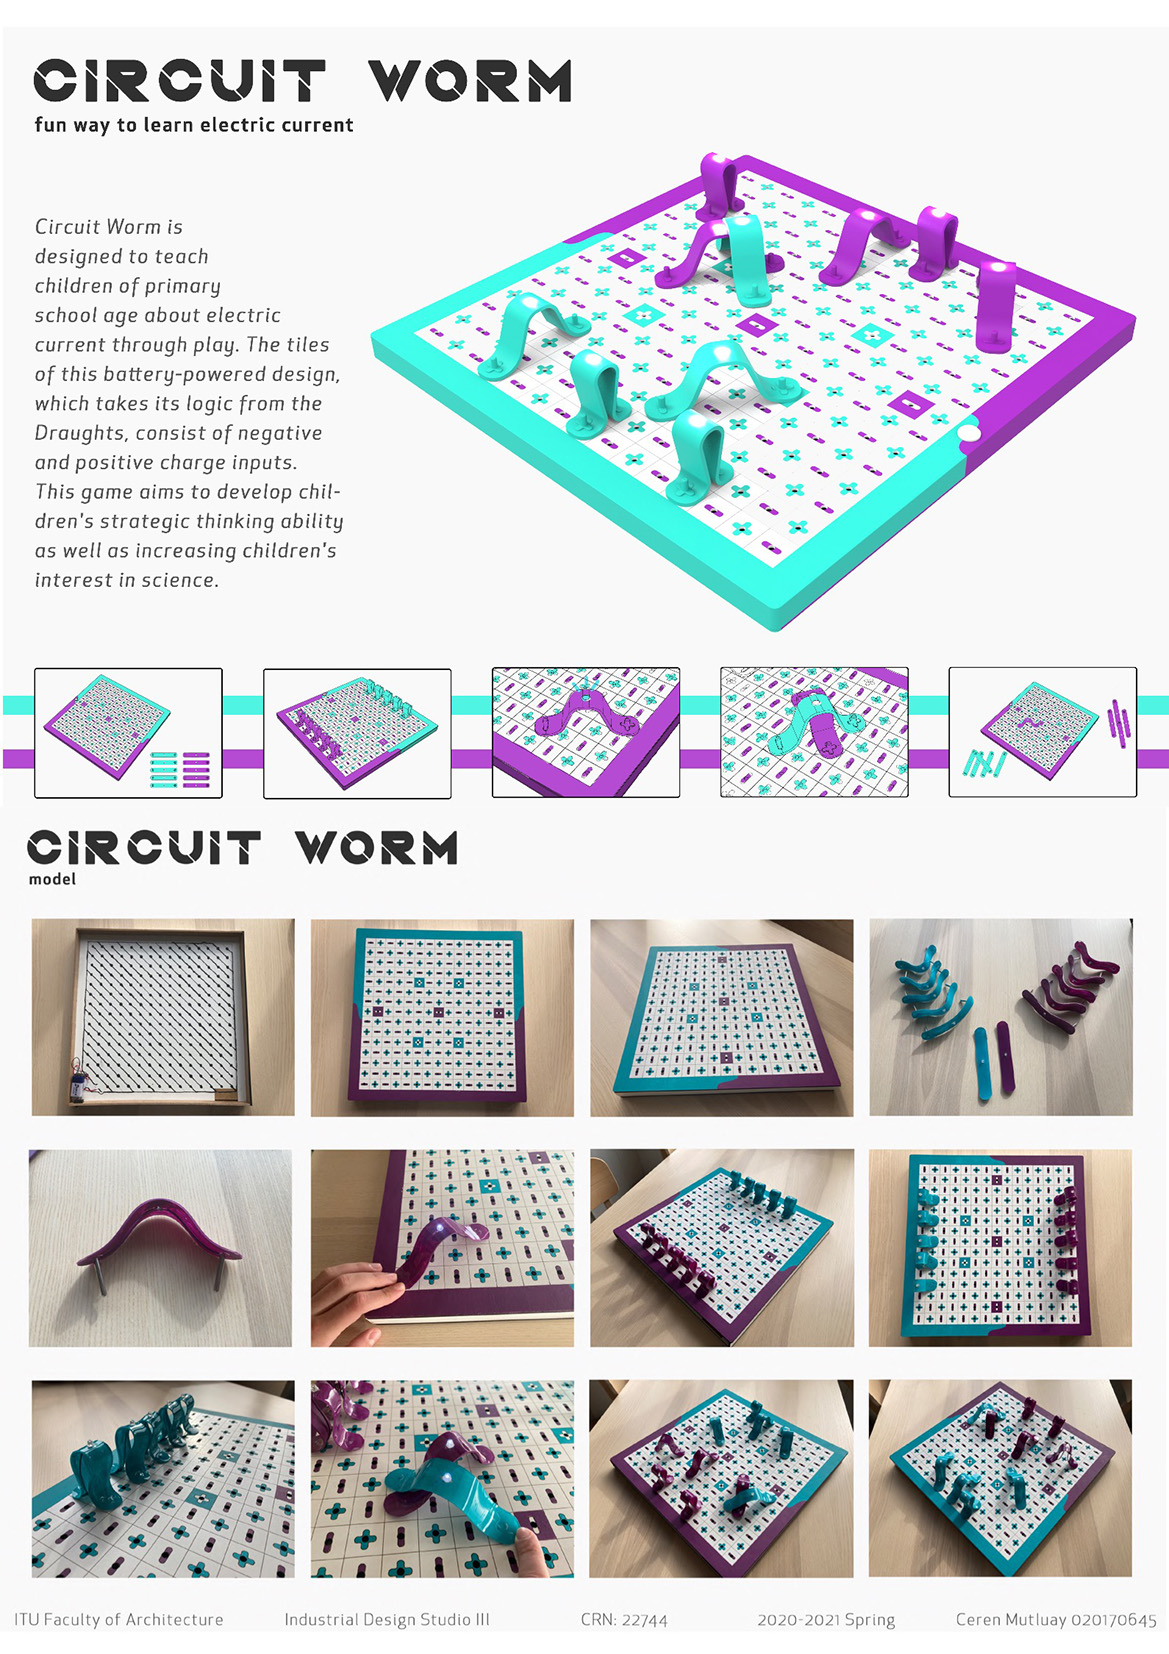 CIRCUIT WORM
fun way to learn electric current
Circuit Worm is
designed to teach
children of primary
school age about electric
current through play. The tiles
of this battery-powered design,
which takes its logic from the
Draughts, consist of negative
and positive charge inputs.
This game aims to develop chil-
dren's strategic thinking ability
as well as increasing children's
interest in science.
CIRCUIT WORM
model
ITU Faculty of Architecture
Industrial Design Studio III
CRN: 22744
2020-2021 Spring
Ceren Mutluay 020170645